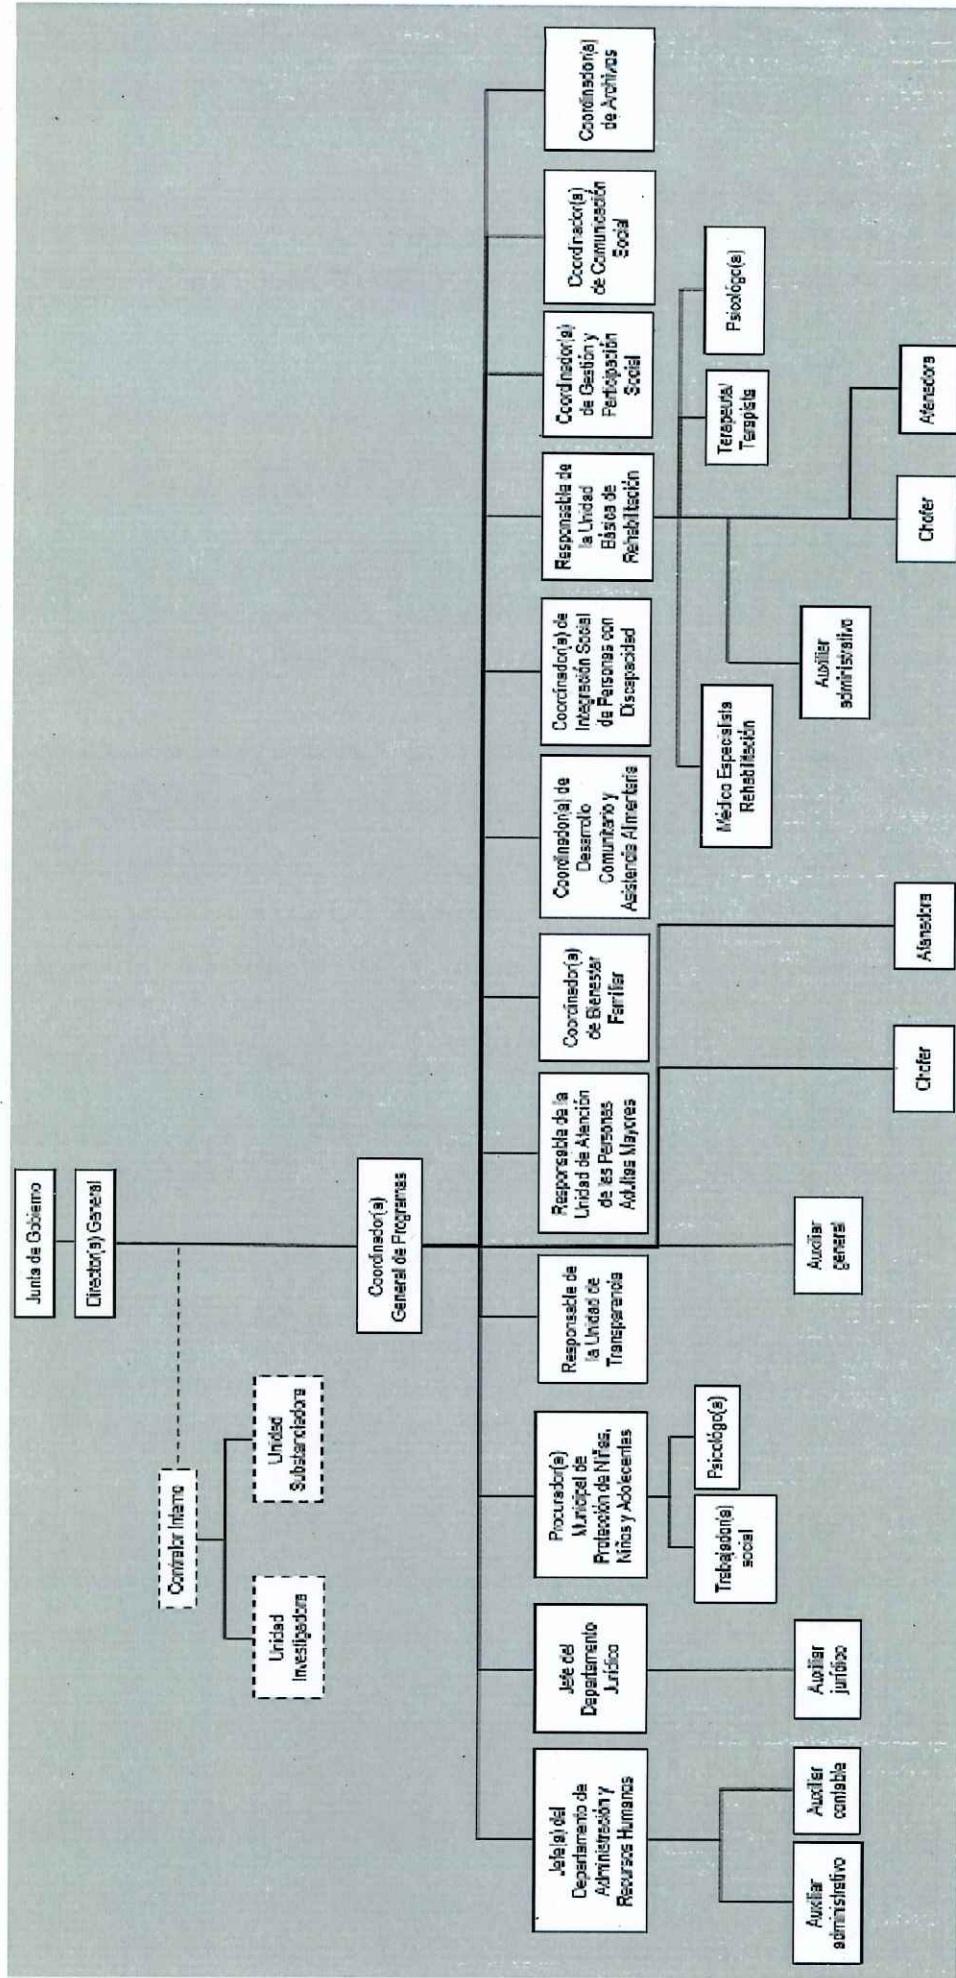 Junta de Gobierno
Director(a) General
Contralor Interno
Unidad
Investigadora
Unidad
Substanciadora
Coordinador(a)
General de Programas
Jefe(a) del
Departamento de
Administración y
Recursos Humanos
Jefe del
Departamento
Jurídico
Procurador(a)
Municipal de
Protección de Niñas,
Niños y Adolecentes
Responsable de
la Unidad de
Transparencia
Responsable de la
Unidad de Atención
de las Personas
Adultas Mayores
Coordinador(a)
de Bienestar
Familiar
Coordinador(a) de
Desarrollo
Comunitario y
Asistencia Alimentaria
Coordinador(a) de
Integración Social
de Personas con
Discapacidad
Responsable de
la Unidad
Básica de
Rehabilitación
Coordinador(a)
de Gestión y
Participación
Social
Coordinador(a)
de Comunicación
Social
Coordinador(a)
de Archivos
Trabajador(a)
social
Psicológo(a)
Médico Especialista
Rehabilitación
Terapeuta/
Terapista
Psicológo(a)
Auxiliar
administrativo
Auxiliar
contable
Auxiliar
jurídico
Auxiliar
general
Auxiliar
administrativo
Chofer
Afanadora
Chofer
Afanadora